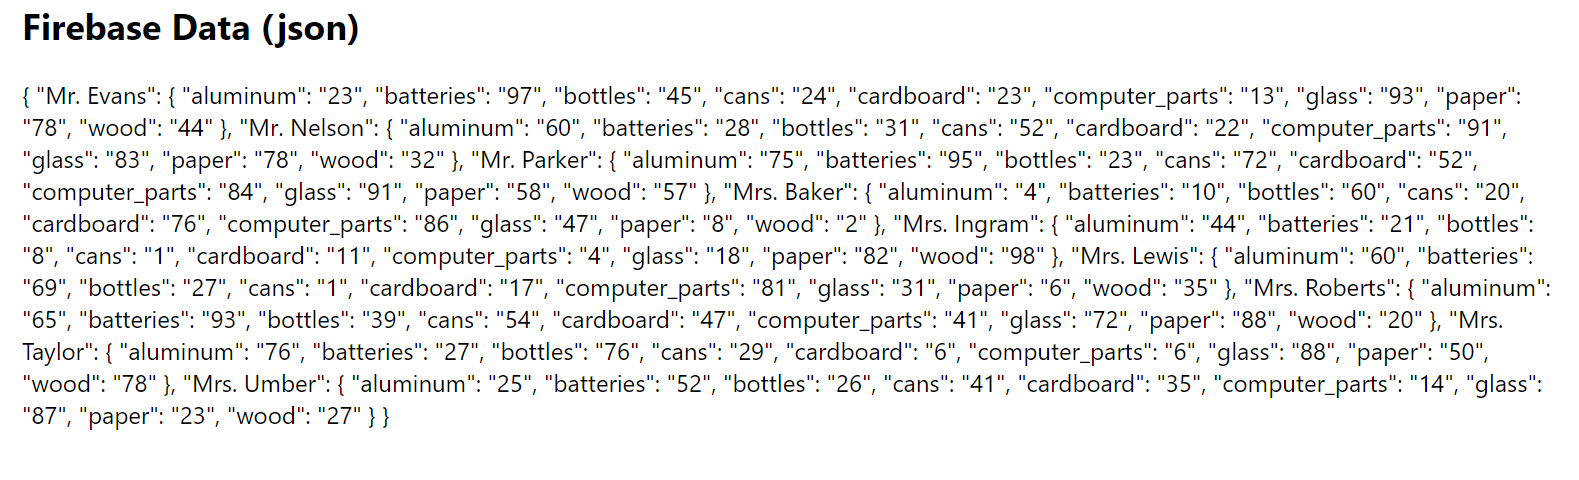 Firebase Data (json)
{ "Mr. Evans": { "aluminum": "23", "batteries": "97", "bottles": "45", "cans": "24", "cardboard": "23", "computer_parts": "13", "glass": "93", "paper":
"78", "wood": "44" }, "Mr. Nelson": { "aluminum": "60", "batteries": "28", "bottles": "31", "cans": "52", "cardboard": "22", "computer_parts": "91",
"glass": "83", "paper": "78", "wood": "32" }, "Mr. Parker": { "aluminum": "75", "batteries": "95", "bottles": "23", "cans": "72", "cardboard": "52",
"computer_parts": "84", "glass": "91", "paper": "58", "wood": "57" }, "Mrs. Baker": { "aluminum": "4", "batteries": "10", "bottles": "60", "cans": "20",
"cardboard": "76", "computer_parts": "86", "glass": "47", "paper": "8", "wood": "2" }, "Mrs. Ingram": { "aluminum": "44", "batteries": "21", "bottles":
"8", "cans": "1", "cardboard": "11", "computer_parts": "4", "glass": "18", "paper": "82", "wood": "98" }, "Mrs. Lewis": { "aluminum": "60", "batteries":
"69", "bottles": "27", "cans": "1", "cardboard": "17", "computer_parts": "81", "glass": "31", "paper": "6", "wood": "35" }, "Mrs. Roberts": { "aluminum":
"65", "batteries": "93", "bottles": "39", "cans": "54", "cardboard": "47", "computer_parts": "41", "glass": "72", "paper": "88", "wood": "20" }, "Mrs.
Taylor": { "aluminum": "76", "batteries": "27", "bottles": "76", "cans": "29", "cardboard": "6", "computer_parts": "6", "glass": "88", "paper": "50",
"wood": "78" }, "Mrs. Umber": { "aluminum": "25", "batteries": "52", "bottles": "26", "cans": "41", "cardboard": "35", "computer_parts": "14", "glass":
"87", "paper": "23", "wood": "27" } }